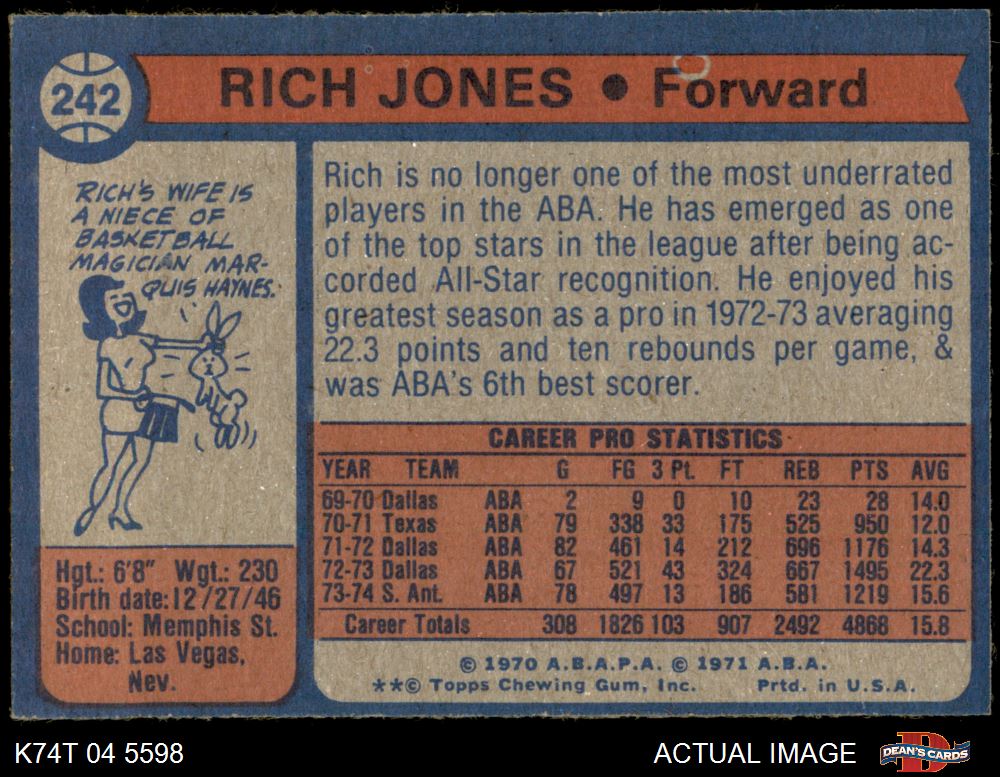 242
RICH JONES ● Forward
RICH'S WIFE IS
A NIECE OF
BASKETBALL
MAGICIAN MAR-
QUIS HAYNES.
Hgt.: 6'8" Wgt.: 230
Birth date: 12/27/46
School: Memphis St.
Home: Las Vegas,
Nev.
Rich is no longer one of the most underrated
players in the ABA. He has emerged as one
of the top stars in the league after being ac-
corded All-Star recognition. He enjoyed his
greatest season as a pro in 1972-73 averaging
22.3 points and ten rebounds per game, &
was ABA's 6th best scorer.
CAREER PRO STATISTICS
YEAR TEAM G FG 3 Pt. FT REB PTS AVG
69-70 Dallas ABA 2 9 0 10 23 28 14.0
70-71 Texas ABA 79 338 33 175 525 950 12.0
71-72 Dallas ABA 82 461 14 212 696 1176 14.3
72-73 Dallas ABA 67 521 43 324 667 1495 22.3
73-74 S. Ant. ABA 78 497 13 186 581 1219 15.6
Career Totals 308 1826 103 907 2492 4868 15.8
© 1970 A.B.A.P.A. © 1971 A.B.A.
**© Topps Chewing Gum, Inc. Prtd. in U.S.A.
K74T 04 5598
ACTUAL IMAGE
DEAN'S CARDS